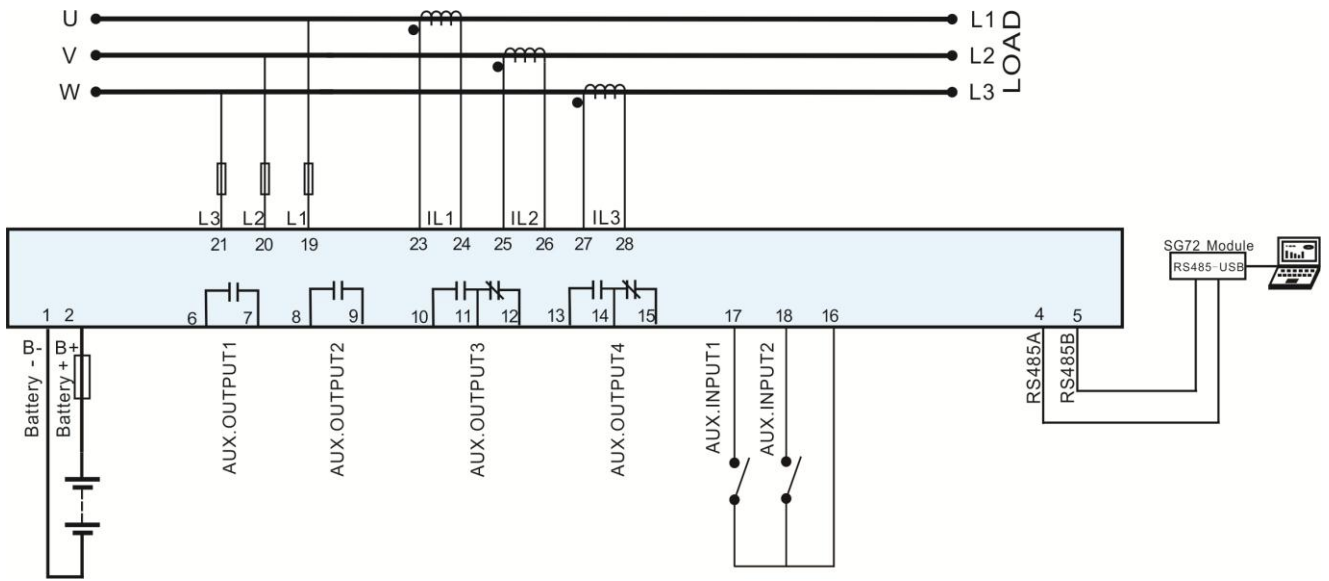 U
L1
V
L2
W
L3
LOAD
L3
L2
L1
IL1
IL2
IL3
21
20
19
23
24
25
26
27
28
SG72 Module
RS485-USB
1
2
6
7
8
9
10
11
12
13
14
15
17
18
16
4
5
B-
B+
Battery -
Battery +
AUX.OUTPUT1
AUX.OUTPUT2
AUX.OUTPUT3
AUX.OUTPUT4
AUX.INPUT1
AUX.INPUT2
RS485A
RS485B